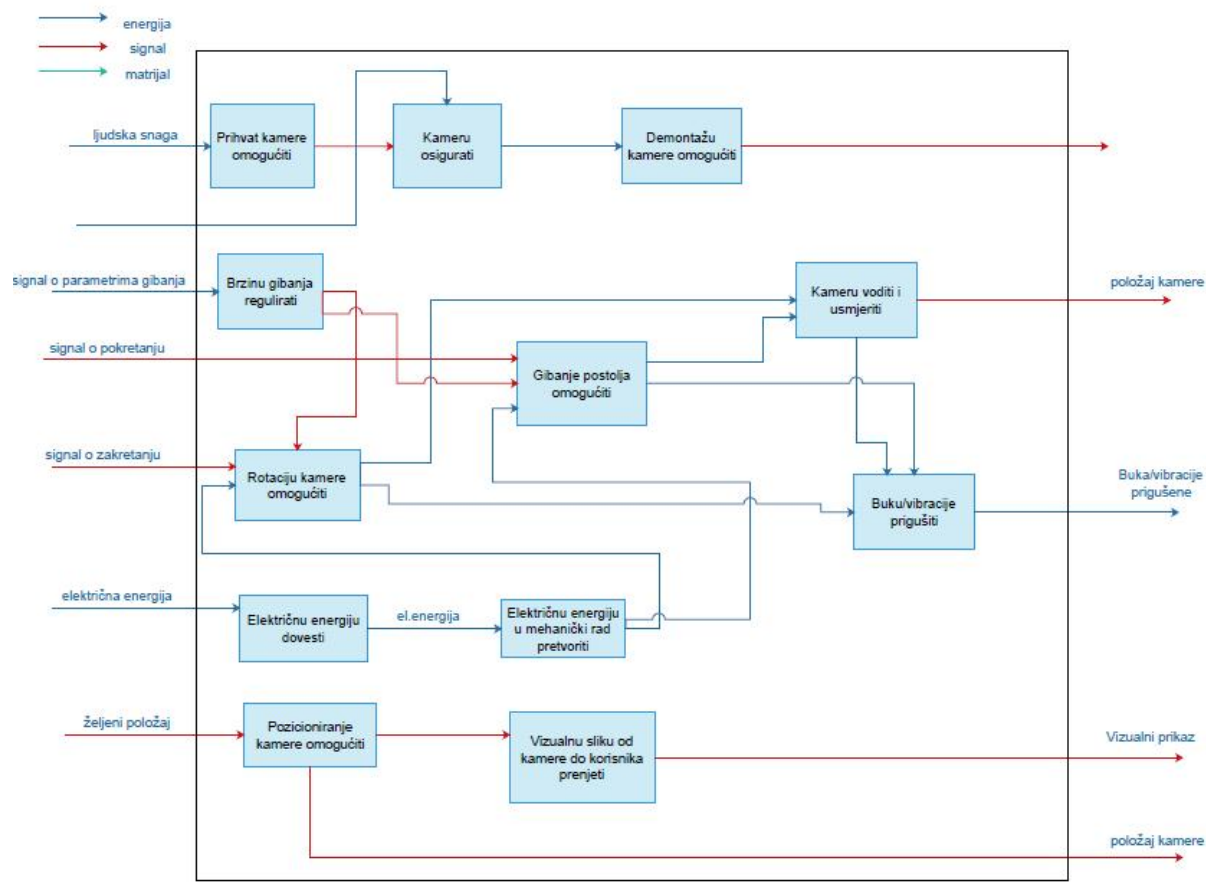 energija
signal
matrijal
ljudska snaga
Prihvat kamere
omogućiti
Kameru
osigurati
Demontažu
kamere omogućiti
signal o parametrima gibanja
Brzinu gibanja
regulirati
Kameru voditi i
usmjeriti
položaj kamere
signal o pokretanju
Gibanje postolja
omogućiti
signal o zakretanju
Rotaciju kamere
omogućiti
Buku/vibracije
prigušiti
Buka/vibracije
prigušene
električna energija
Električnu energiju
dovesti
el.energija
Električnu energiju
u mehanički rad
pretvoriti
željeni položaj
Pozicioniranje
kamere omogućiti
Vizualnu sliku od
kamere do korisnika
prenjeti
Vizualni prikaz
položaj kamere